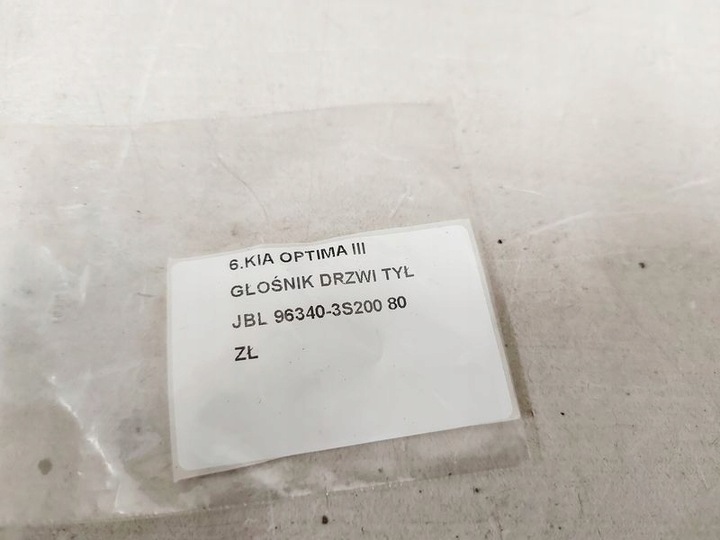 6.KIA OPTIMA III
GŁOŚNIK DRZWI TYŁ
JBL 96340-3S200 80
ZŁ